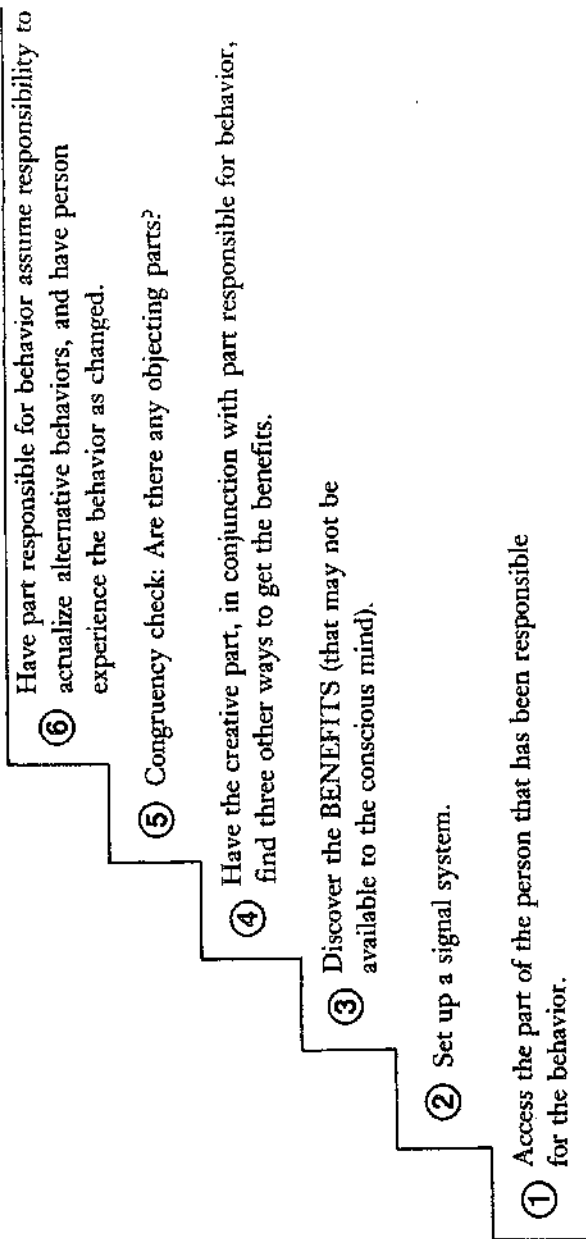 ⑥ Have part responsible for behavior assume responsibility to
actualize alternative behaviors, and have person
experience the behavior as changed.
⑤ Congruency check: Are there any objecting parts?
④ Have the creative part, in conjunction with part responsible for behavior,
find three other ways to get the benefits.
③ Discover the BENEFITS (that may not be
available to the conscious mind).
② Set up a signal system.
① Access the part of the person that has been responsible
for the behavior.